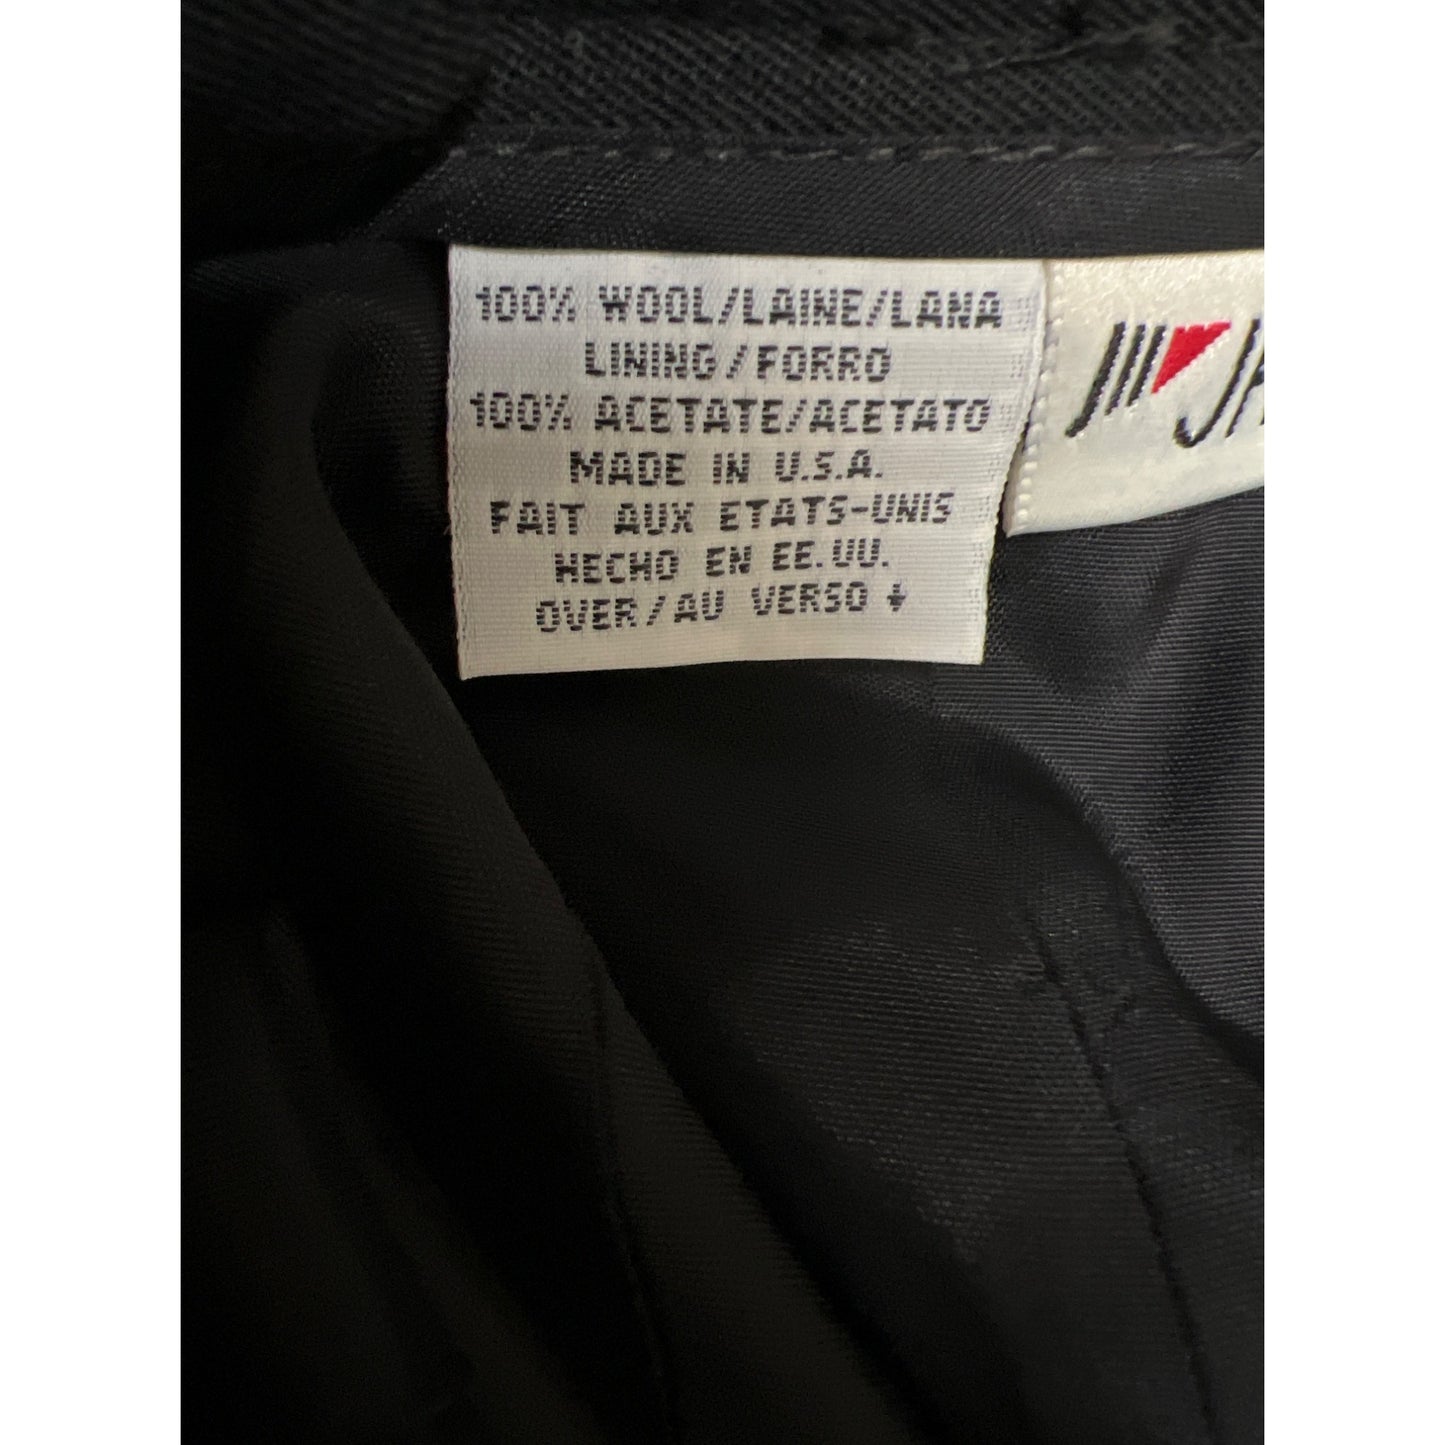 100% WOOL/LAINE/LANA
LINING/FORRO
100% ACETATE/ACETATO
MADE IN U.S.A.
FAIT AUX ETATS-UNIS
HECHO EN EE.UU.
OVER/AU VERSO